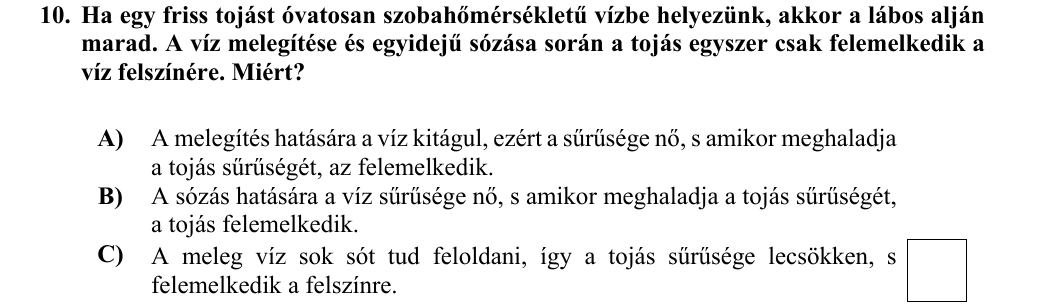 10. Ha egy friss tojást óvatosan szobahőmérsékletű vízbe helyezünk, akkor a lábos alján
marad. A víz melegítése és egyidejű sózása során a tojás egyszer csak felemelkedik a
víz felszínére. Miért?
A) A melegítés hatására a víz kitágul, ezért a sűrűsége nő, s amikor meghaladja
a tojás sűrűségét, az felemelkedik.
B) A sózás hatására a víz sűrűsége nő, s amikor meghaladja a tojás sűrűségét,
a tojás felemelkedik.
C) A meleg víz sok sót tud feloldani, így a tojás sűrűsége lecsökken, s
felemelkedik a felszínre.